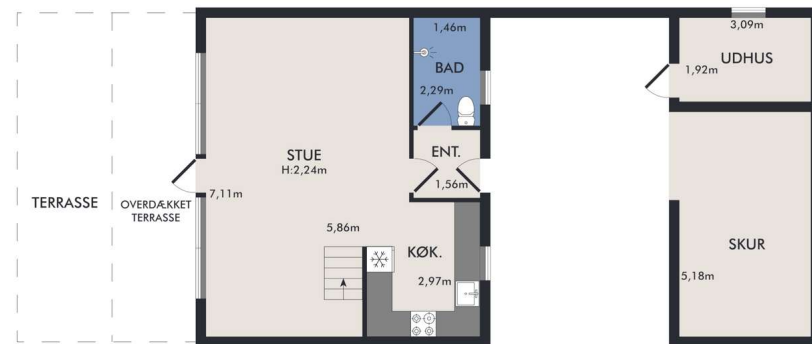 1,46m
BAD
2,29m
3,09m
UDHUS
1,92m
STUE
H:2,24m
ENT.
1,56m
7,11m
TERRASSE
OVERDÆKKET
TERRASSE
5,86m
KØK.
2,97m
SKUR
5,18m